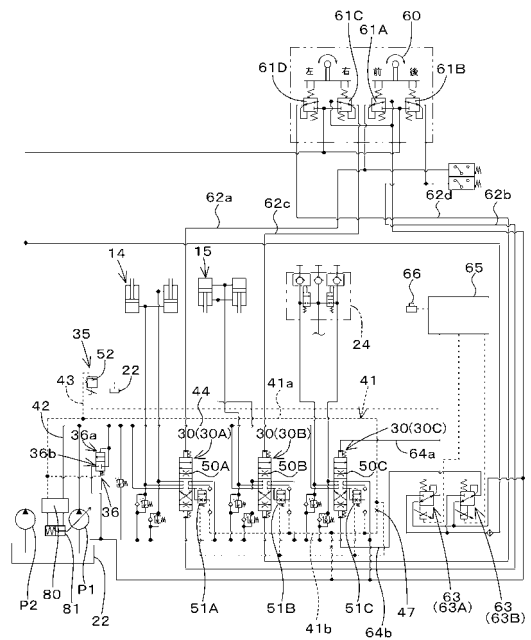 61C
61A
60
61D
左
右
前
後
61B
62a
62c
62d
62b
14
15
66
65
24
35
52
22
43
41a
41
42
44
36a
30(30A)
30(30B)
30(30C)
64a
36b
50A
50B
50C
36
P2
80
81
P1
22
51A
51B
41b
51C
47
64b
63
(63A)
63
(63B)